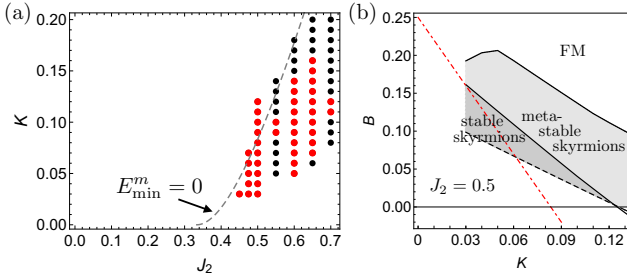 (a)
0.20
0.15
0.10
0.05
0.00
K
E^m_min = 0
0.0 0.1 0.2 0.3 0.4 0.5 0.6 0.7
J_2
(b)
0.25
0.20
0.15
0.10
0.05
0.00
B
FM
meta-
stable
skyrmions
stable
skyrmions
J_2 = 0.5
0 0.03 0.06 0.09 0.12
K